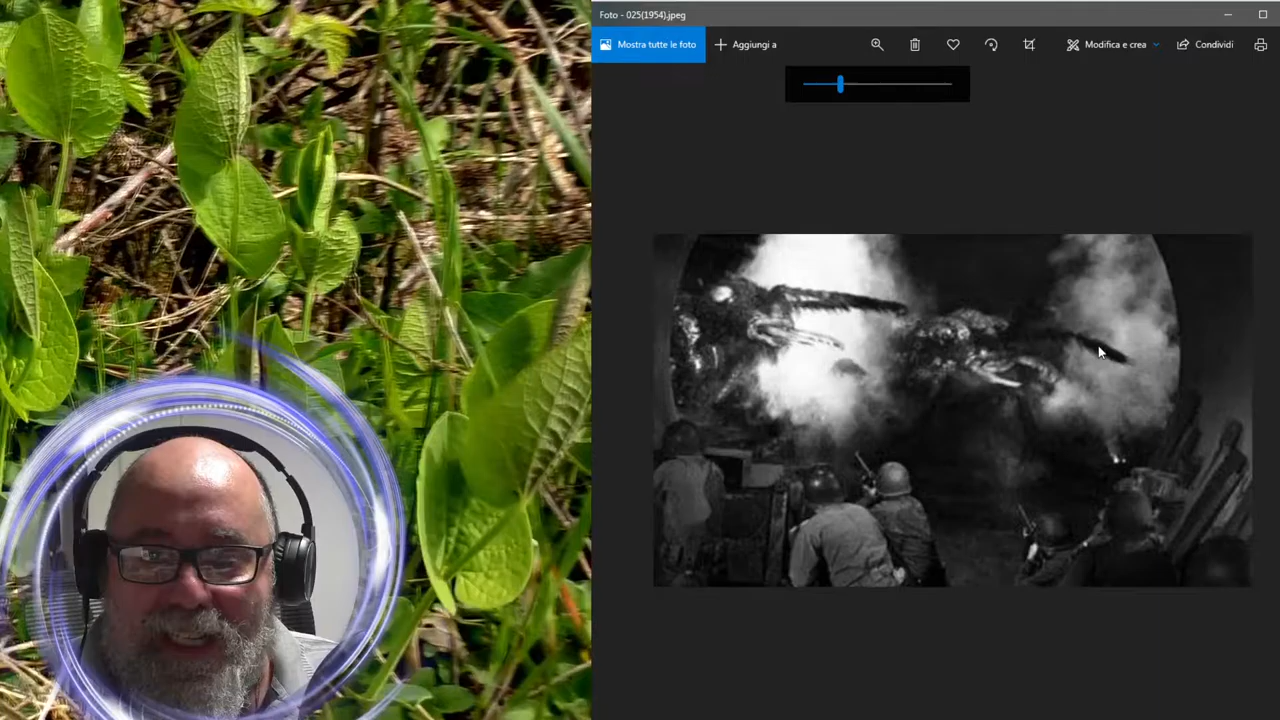 Foto - 025(1954).jpeg
Mostra tutte le foto
Aggiungi a
Modifica e crea
Condividi